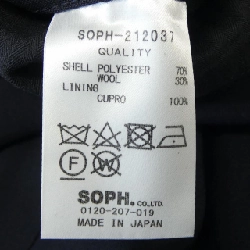 SOPH-212037
QUALITY
SHELL POLYESTER 70%
WOOL 30%
LINING
CUPRO 100%
F W
SOPH.CO.,LTD.
0120-207-019
MADE IN JAPAN